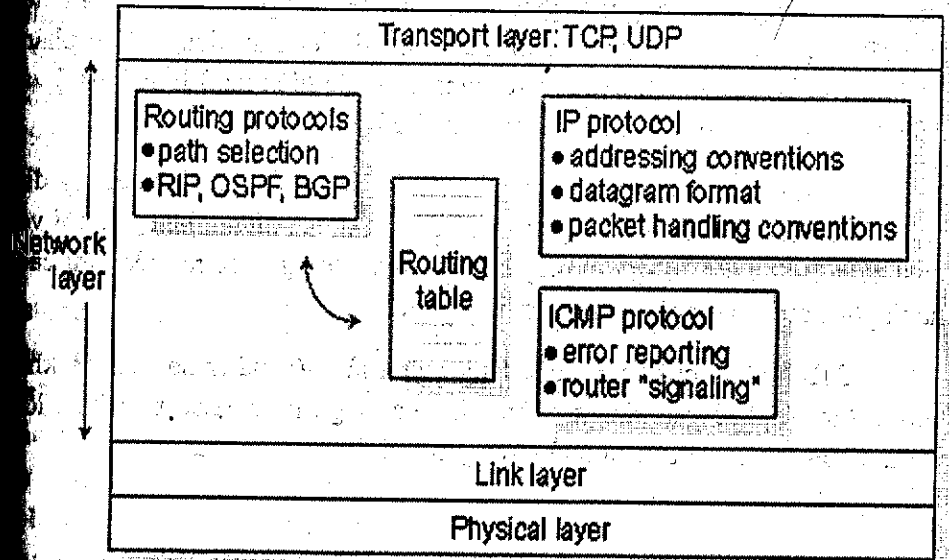 Transport layer: TCP, UDP
Routing protocols
• path selection
• RIP, OSPF, BGP
IP protocol
• addressing conventions
• datagram format
• packet handling conventions
Network
layer
Routing
table
ICMP protocol
• error reporting
• router "signaling"
Link layer
Physical layer